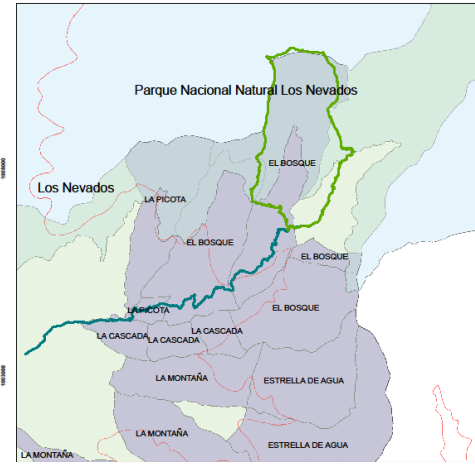 Parque Nacional Natural Los Nevados
EL BOSQUE
Los Nevados
LA PICOTA
EL BOSQUE
EL BOSQUE
LA PICOTA
EL BOSQUE
LA CASCADA
LA CASCADA
LA CASCADA
LA MONTAÑA
ESTRELLA DE AGUA
LA MONTAÑA
ESTRELLA DE AGUA
LA MONTAÑA